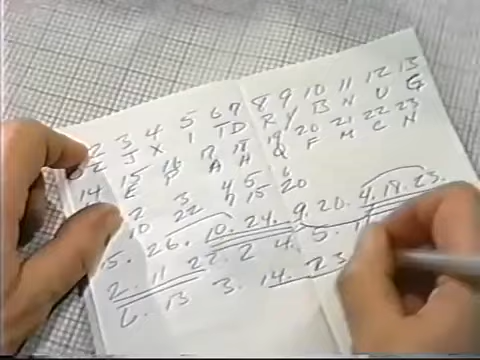 2 3 4 5 6 7 8 9 10 11 12 13
Z J X I T D R Y B N U G
14 15 16 17 18 19 20 21 22 23
E P A H Q F M C N
2 3 4 5 6
10 22 7 15 20
15. 26. 10. 24. 9. 20. 4. 18. 23.
2. 11 22. 2 4. 5.
6. 13 3. 14. 23